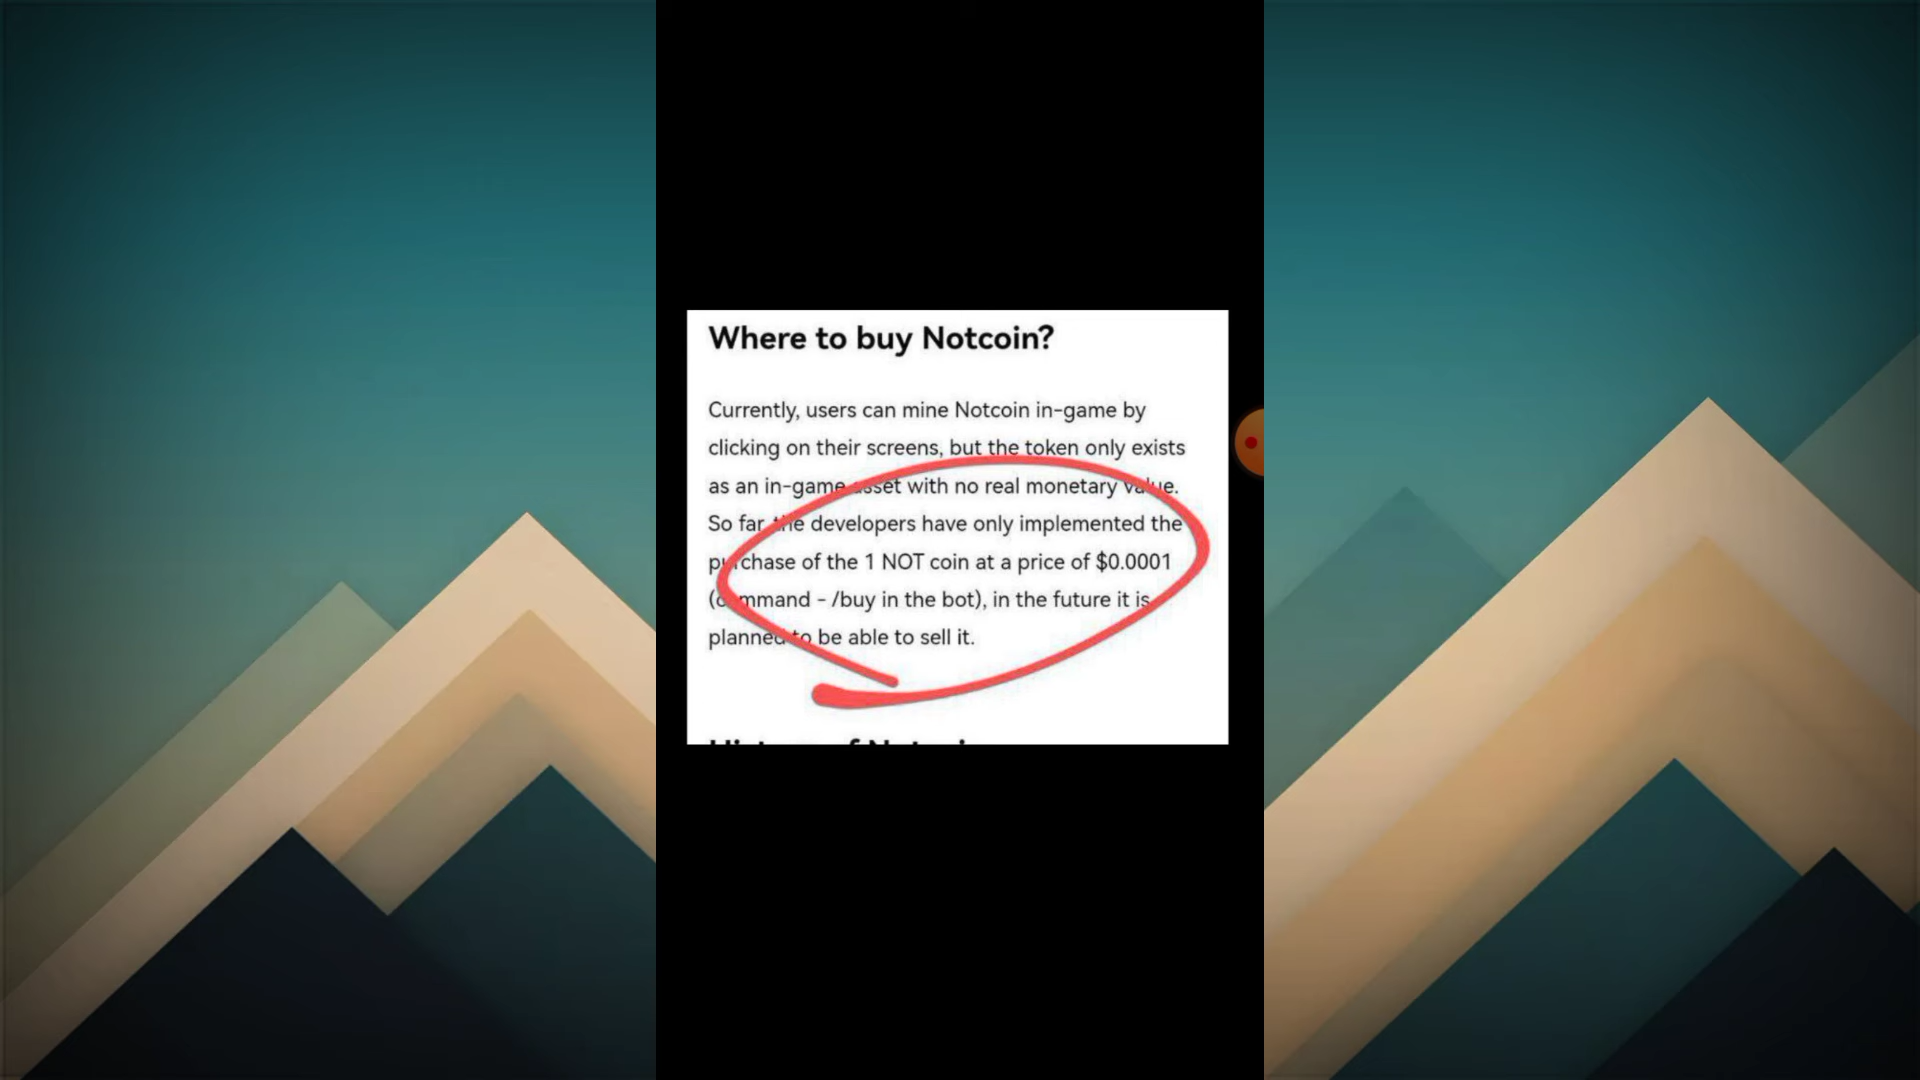 Where to buy Notcoin?
Currently, users can mine Notcoin in-game by
clicking on their screens, but the token only exists
as an in-game asset with no real monetary value.
So far the developers have only implemented the
purchase of the 1 NOT coin at a price of $0.0001
(command - /buy in the bot), in the future it is
planned to be able to sell it.